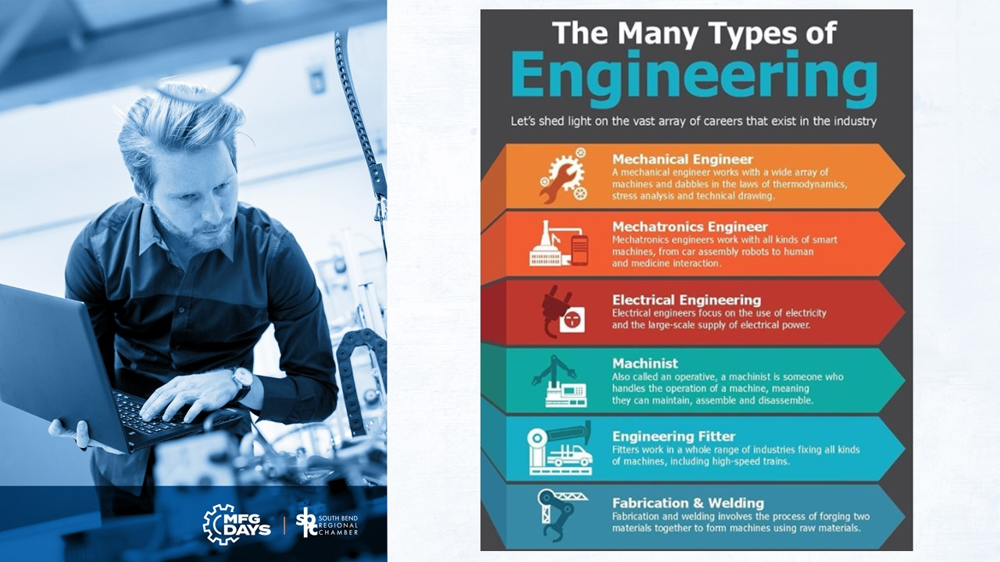 MFG
DAYS
SOUTH BEND
REGIONAL
CHAMBER
The Many Types of
Engineering
Let's shed light on the vast array of careers that exist in the industry
Mechanical Engineer
A mechanical engineer works with a wide array of
machines and dabbles in the laws of thermodynamics,
stress analysis and technical drawing.
Mechatronics Engineer
Mechatronics engineers work with all kinds of smart
machines, from car assembly robots to human
and medicine interaction.
Electrical Engineering
Electrical engineers focus on the use of electricity
and the large-scale supply of electrical power.
Machinist
Also called an operative, a machinist is someone who
handles the operation of a machine, meaning
they can maintain, assemble and disassemble.
Engineering Fitter
Fitters work in a whole range of industries fixing all kinds
of machines, including high-speed trains.
Fabrication & Welding
Fabrication and welding involves the process of forging two
materials together to form machines using raw materials.